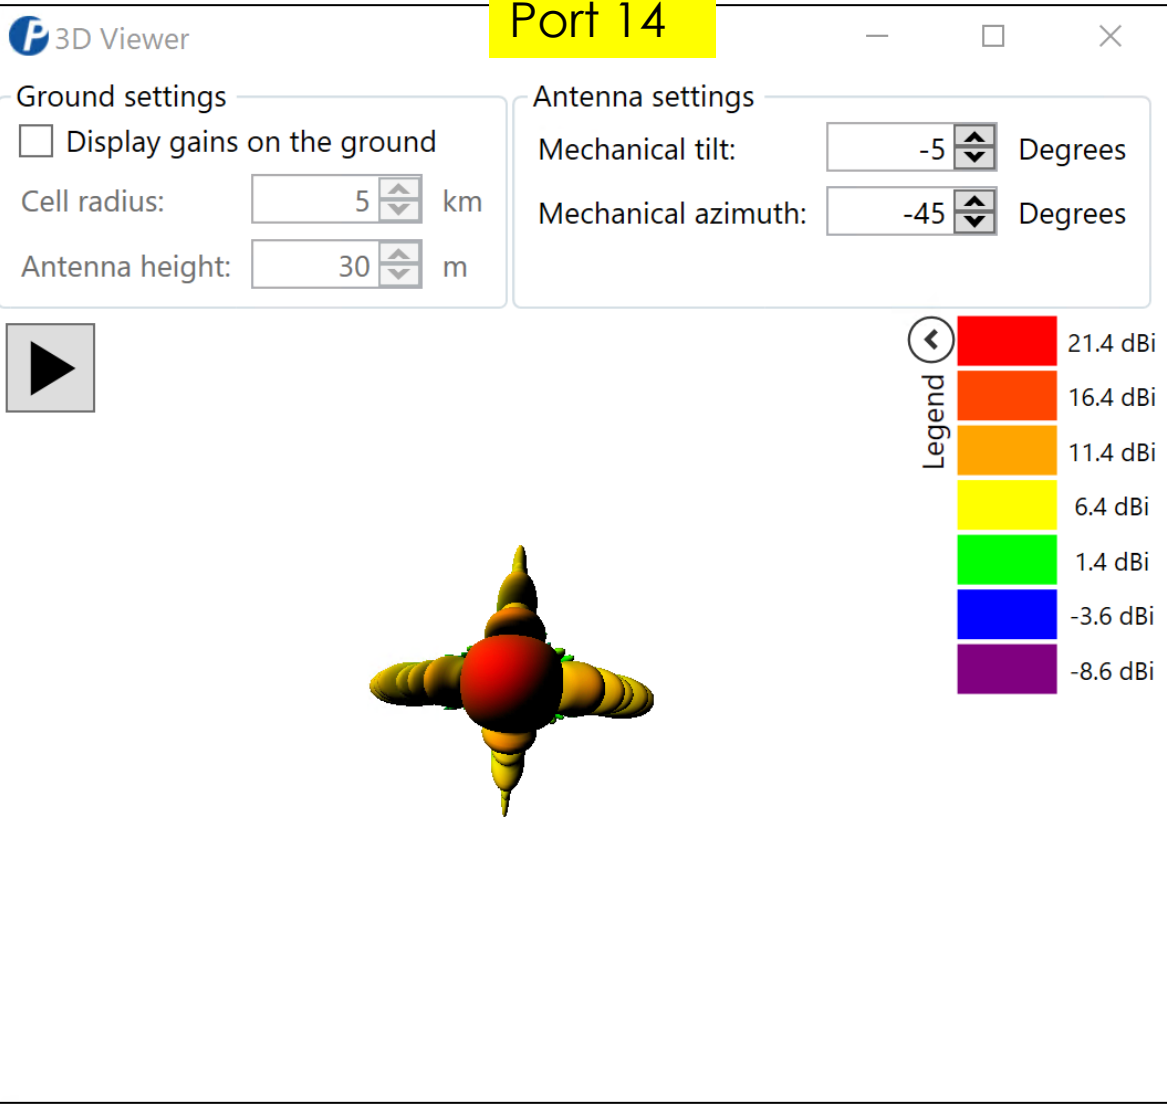 Port 14
3D Viewer
Ground settings
Display gains on the ground
Cell radius: 5 km
Antenna height: 30 m
Antenna settings
Mechanical tilt: -5 Degrees
Mechanical azimuth: -45 Degrees
Legend
21.4 dBi
16.4 dBi
11.4 dBi
6.4 dBi
1.4 dBi
-3.6 dBi
-8.6 dBi